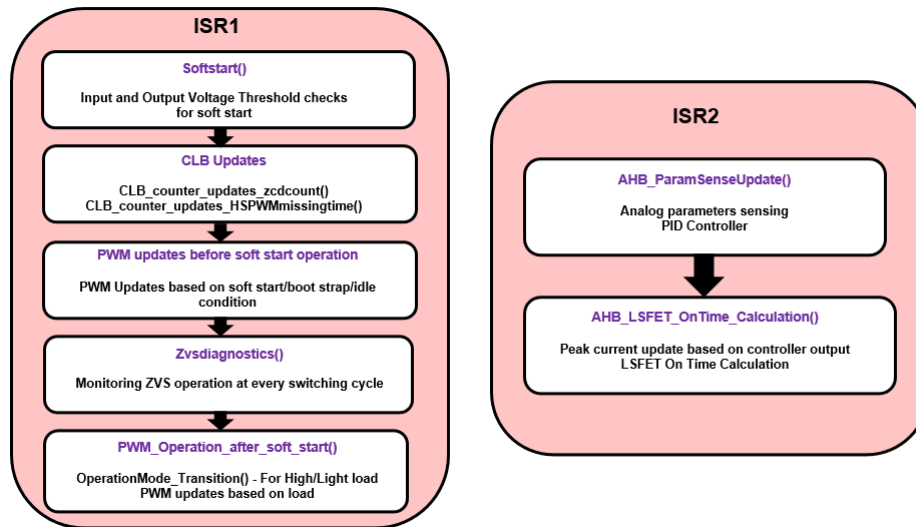 ISR1
Softstart()
Input and Output Voltage Threshold checks
for soft start
CLB Updates
CLB_counter_updates_zcdcount()
CLB_counter_updates_HSPWMmissingtime()
PWM updates before soft start operation
PWM Updates based on soft start/boot strap/idle
condition
Zvsdiagnostics()
Monitoring ZVS operation at every switching cycle
PWM_Operation_after_soft_start()
OperationMode_Transition() - For High/Light load
PWM updates based on load
ISR2
AHB_ParamSenseUpdate()
Analog parameters sensing
PID Controller
AHB_LSFET_OnTime_Calculation()
Peak current update based on controller output
LSFET On Time Calculation